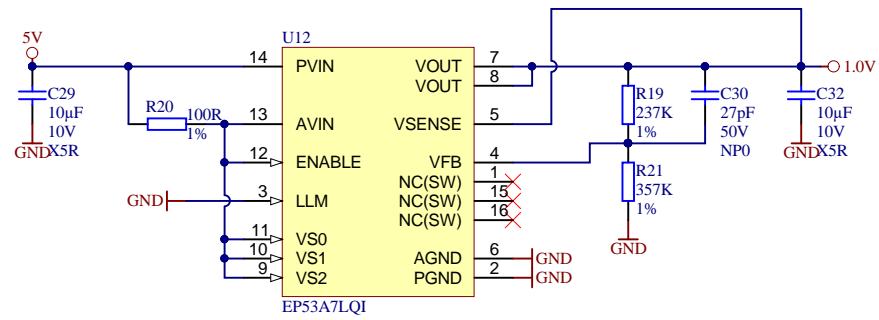 U12
5V
14 PVIN VOUT 7
VOUT 8
1.0V
C29
10µF
10V
X5R
GND
R20
100R
1%
13 AVIN VSENSE 5
12 ENABLE VFB 4
GND 3 LLM
NC(SW) 1
NC(SW) 15
NC(SW) 16
11 VS0
10 VS1
9 VS2
AGND 6 GND
PGND 2 GND
EP53A7LQI
R19
237K
1%
R21
357K
1%
GND
C30
27pF
50V
NP0
C32
10µF
10V
X5R
GND